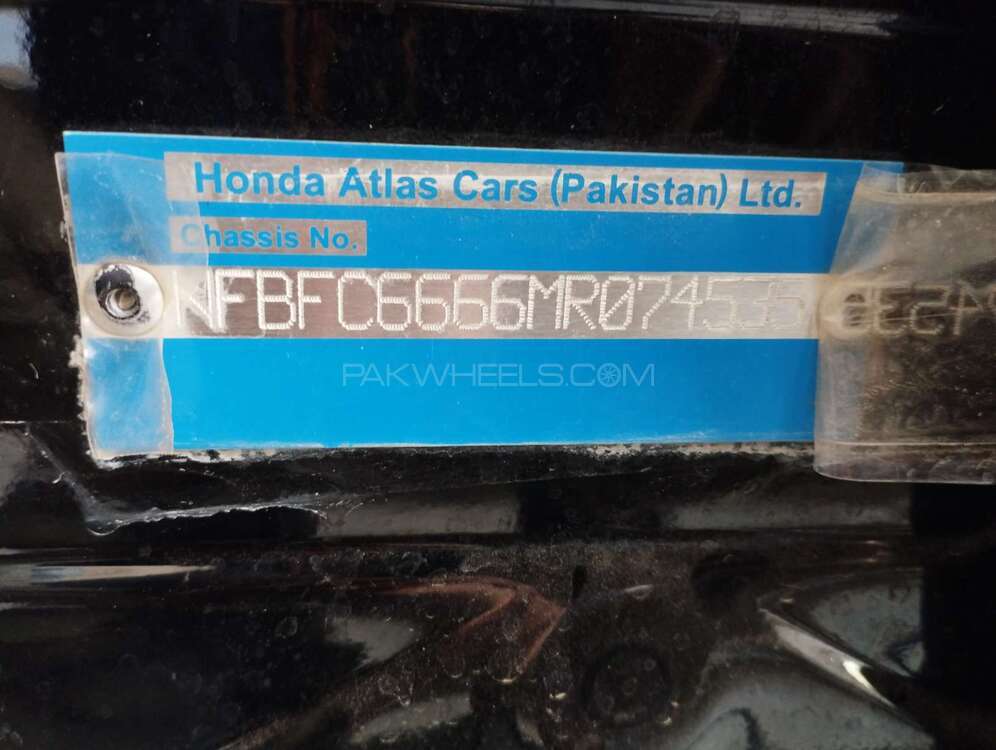 Honda Atlas Cars (Pakistan) Ltd.
Chassis No.
NFBFC6666MR074535
PAKWHEELS.COM